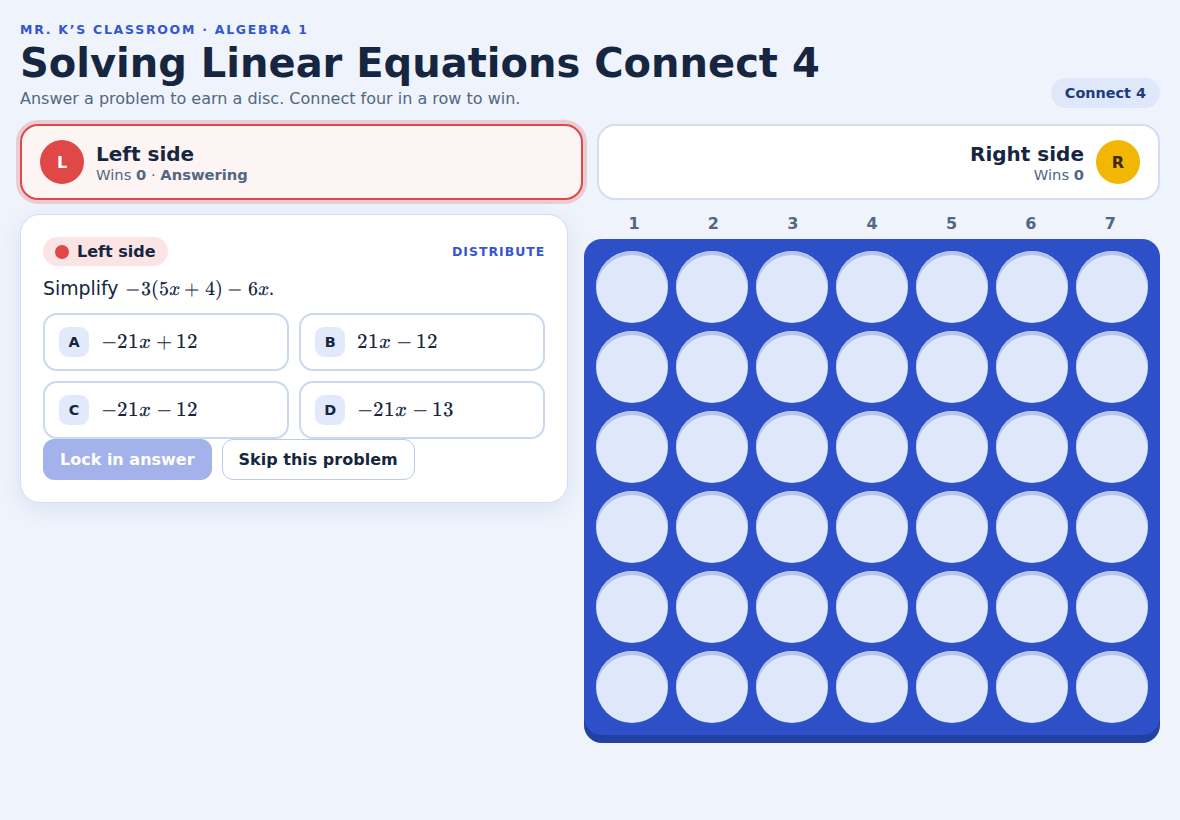 MR. K’S CLASSROOM · ALGEBRA 1
Solving Linear Equations Connect 4
Answer a problem to earn a disc. Connect four in a row to win.
Connect 4
L
Left side
Wins 0 · Answering
Right side
Wins 0
R
Left side
DISTRIBUTE
Simplify −3(5x + 4) − 6x.
A −21x + 12
B 21x − 12
C −21x − 12
D −21x − 13
Lock in answer
Skip this problem
1 2 3 4 5 6 7